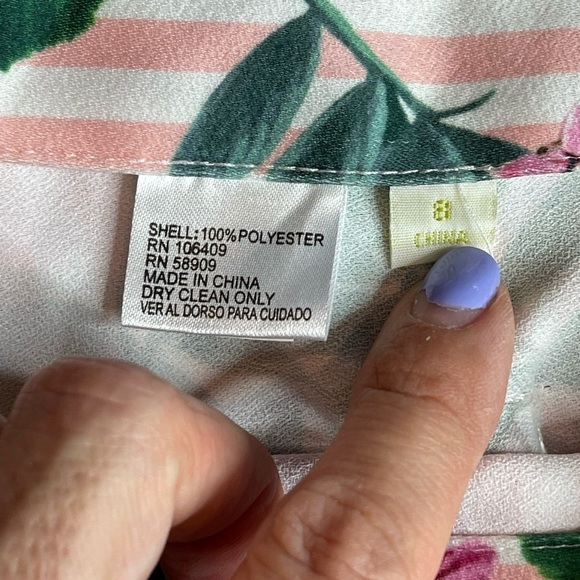 SHELL:100%POLYESTER
RN 106409
RN 58909
MADE IN CHINA
DRY CLEAN ONLY
VER AL DORSO PARA CUIDADO
8
CHINA